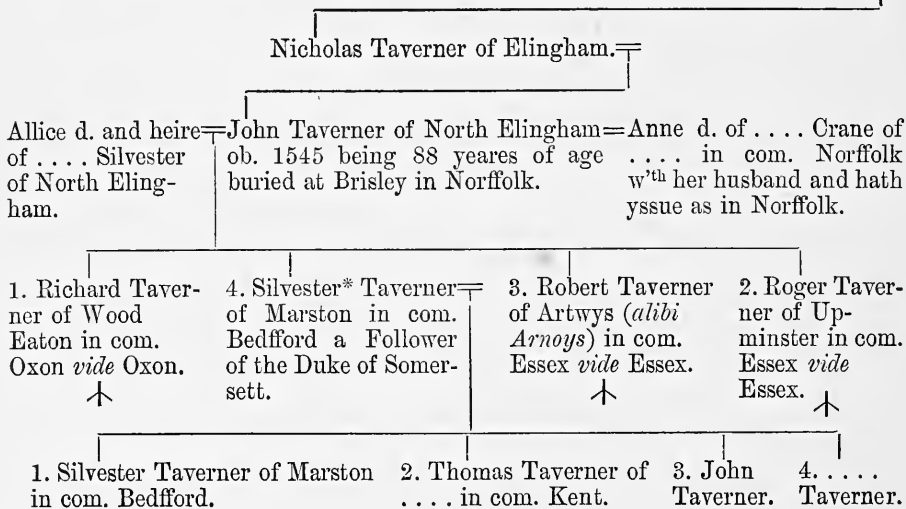 Nicholas Taverner of Elingham.
Allice d. and heire
of . . . . Silvester
of North Eling-
ham.
John Taverner of North Elingham
ob. 1545 being 88 yeares of age
buried at Brisley in Norffolk.
Anne d. of . . . . Crane of
. . . . in com. Norffolk
w'th her husband and hath
yssue as in Norffolk.
1. Richard Taver-
ner of Wood
Eaton in com.
Oxon vide Oxon.
4. Silvester* Taverner
of Marston in com.
Bedfford a Follower
of the Duke of Somer-
sett.
3. Robert Taverner
of Artwys (alibi
Arnoys) in com.
Essex vide Essex.
2. Roger Taver-
ner of Up-
minster in com.
Essex vide
Essex.
1. Silvester Taverner of Marston
in com. Bedfford.
2. Thomas Taverner of
. . . . in com. Kent.
3. John
Taverner.
4. . . . . .
Taverner.